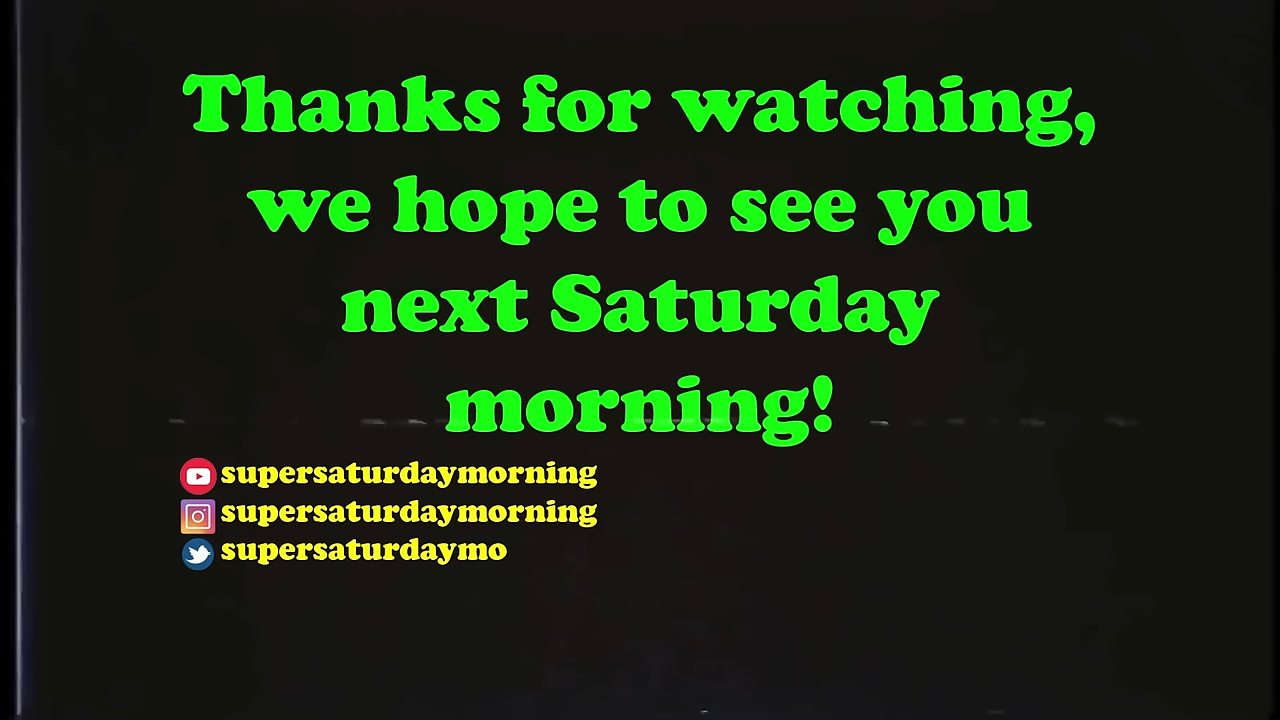 Thanks for watching,
we hope to see you
next Saturday
morning!
supersaturdaymorning
supersaturdaymorning
supersaturdaymo